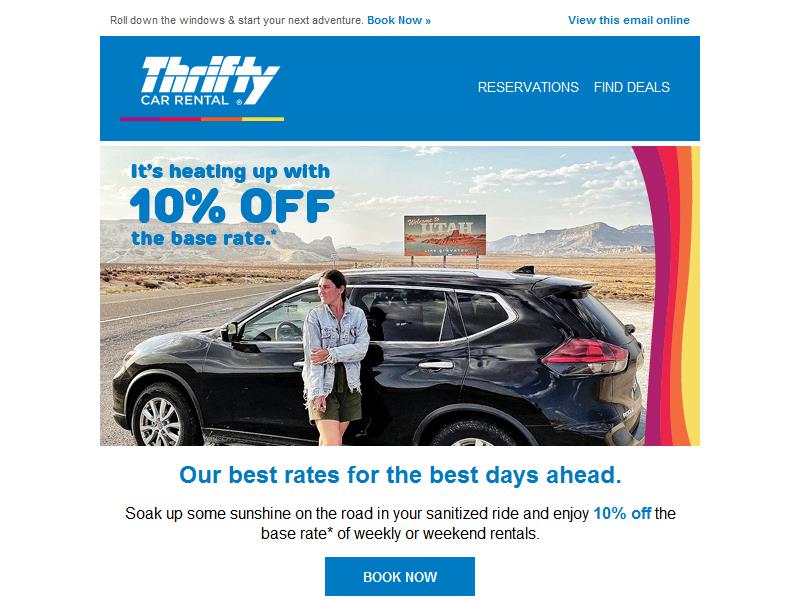 Roll down the windows & start your next adventure. Book Now »
View this email online
Thrifty
CAR RENTAL ®
RESERVATIONS FIND DEALS
It's heating up with
10% OFF
the base rate.*
Welcome to
UTAH
LIFE ELEVATED
Our best rates for the best days ahead.
Soak up some sunshine on the road in your sanitized ride and enjoy 10% off the
base rate* of weekly or weekend rentals.
BOOK NOW